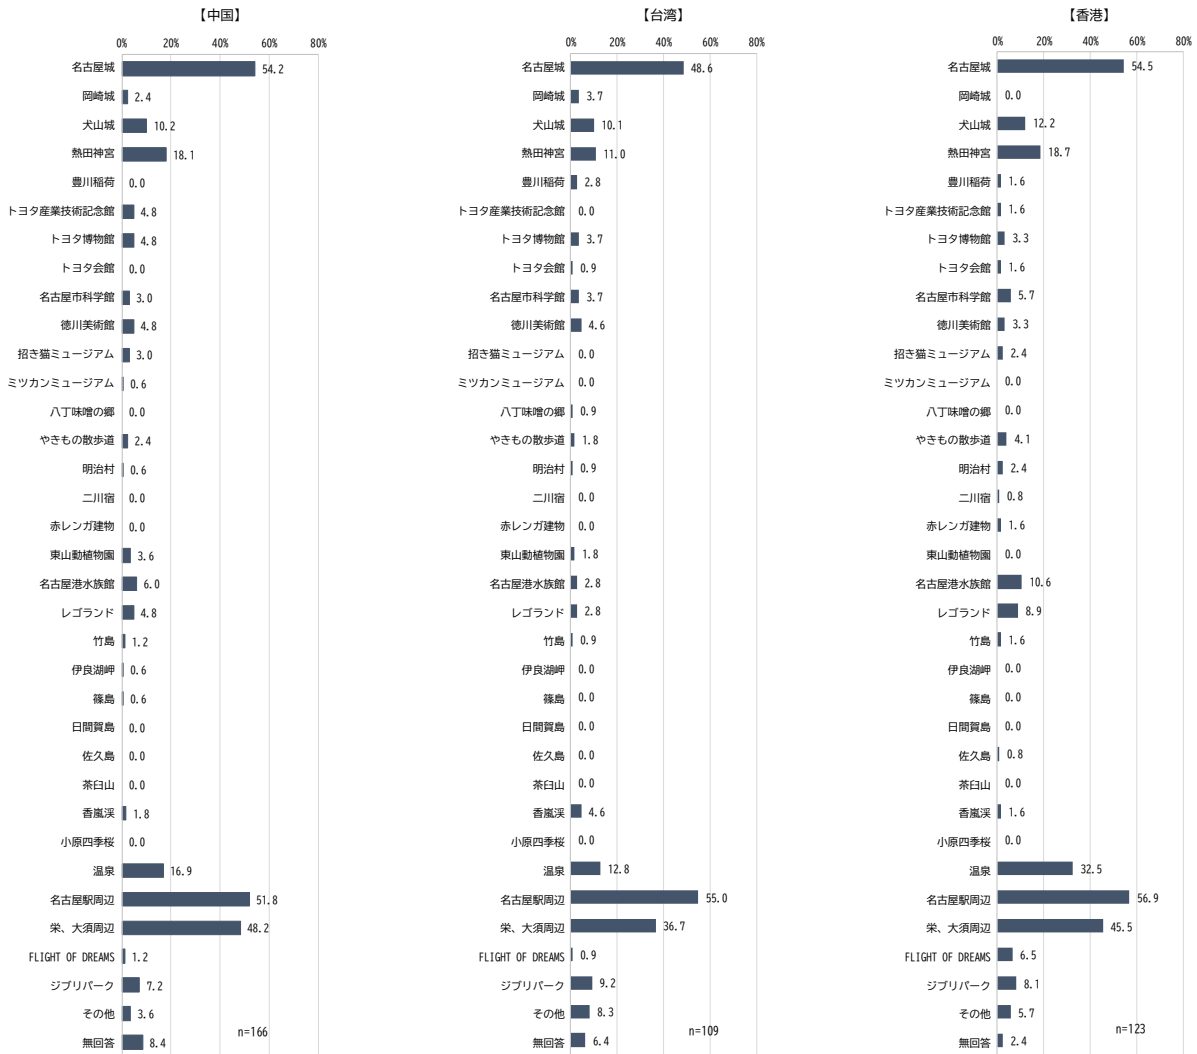 【中国】
0% 20% 40% 60% 80%
名古屋城 54.2
岡崎城 2.4
犬山城 10.2
熱田神宮 18.1
豊川稲荷 0.0
トヨタ産業技術記念館 4.8
トヨタ博物館 4.8
トヨタ会館 0.0
名古屋市科学館 3.0
徳川美術館 4.8
招き猫ミュージアム 3.0
ミツカンミュージアム 0.6
八丁味噌の郷 0.0
やきもの散歩道 2.4
明治村 0.6
二川宿 0.0
赤レンガ建物 0.0
東山動植物園 3.6
名古屋港水族館 6.0
レゴランド 4.8
竹島 1.2
伊良湖岬 0.6
篠島 0.6
日間賀島 0.0
佐久島 0.0
茶臼山 0.0
香嵐渓 1.8
小原四季桜 0.0
温泉 16.9
名古屋駅周辺 51.8
栄、大須周辺 48.2
FLIGHT OF DREAMS 1.2
ジブリパーク 7.2
その他 3.6
無回答 8.4
n=166
【台湾】
0% 20% 40% 60% 80%
名古屋城 48.6
岡崎城 3.7
犬山城 10.1
熱田神宮 11.0
豊川稲荷 2.8
トヨタ産業技術記念館 0.0
トヨタ博物館 3.7
トヨタ会館 0.9
名古屋市科学館 3.7
徳川美術館 4.6
招き猫ミュージアム 0.0
ミツカンミュージアム 0.0
八丁味噌の郷 0.9
やきもの散歩道 1.8
明治村 0.9
二川宿 0.0
赤レンガ建物 0.0
東山動植物園 1.8
名古屋港水族館 2.8
レゴランド 2.8
竹島 0.9
伊良湖岬 0.0
篠島 0.0
日間賀島 0.0
佐久島 0.0
茶臼山 0.0
香嵐渓 4.6
小原四季桜 0.0
温泉 12.8
名古屋駅周辺 55.0
栄、大須周辺 36.7
FLIGHT OF DREAMS 0.9
ジブリパーク 9.2
その他 8.3
無回答 6.4
n=109
【香港】
0% 20% 40% 60% 80%
名古屋城 54.5
岡崎城 0.0
犬山城 12.2
熱田神宮 18.7
豊川稲荷 1.6
トヨタ産業技術記念館 1.6
トヨタ博物館 3.3
トヨタ会館 1.6
名古屋市科学館 5.7
徳川美術館 3.3
招き猫ミュージアム 2.4
ミツカンミュージアム 0.0
八丁味噌の郷 0.0
やきもの散歩道 4.1
明治村 2.4
二川宿 0.8
赤レンガ建物 1.6
東山動植物園 0.0
名古屋港水族館 10.6
レゴランド 8.9
竹島 1.6
伊良湖岬 0.0
篠島 0.0
日間賀島 0.0
佐久島 0.8
茶臼山 0.0
香嵐渓 1.6
小原四季桜 0.0
温泉 32.5
名古屋駅周辺 56.9
栄、大須周辺 45.5
FLIGHT OF DREAMS 6.5
ジブリパーク 8.1
その他 5.7
無回答 2.4
n=123